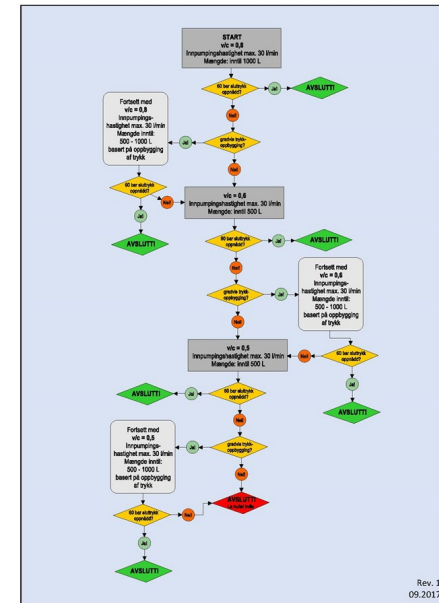 START
v/c = 0,8
Innpumpingshastighet max. 30 l/min
Mængde: inntil 1000 L
60 bar sluttrykk
oppnådd?
Ja!
AVSLUTT!
Nei!
gradvis trykk-
oppbygging?
Ja!
Fortsett med
v/c = 0,8
Innpumpings-
hastighet max. 30 l/min
Mængde inntil:
500 - 1000 L
basert på oppbygging
af trykk
Nei!
60 bar sluttrykk
oppnådd?
Nei!
Ja!
AVSLUTT!
v/c = 0,6
Innpumpingshastighet max. 30 l/min
Mængde: inntil 500 L
60 bar sluttrykk
oppnådd?
Ja!
AVSLUTT!
Nei!
gradvis trykk-
oppbygging?
Ja!
Fortsett med
v/c = 0,6
Innpumpings-
hastighet max. 30 l/min
Mængde inntil:
500-1000 L
basert på oppbygging
af trykk
Nei!
60 bar sluttrykk
oppnådd?
Nei!
Ja!
AVSLUTT!
v/c = 0,5
Innpumpingshastighet max. 30 l/min
Mængde: inntil 500 L
60 bar sluttrykk
oppnådd?
Ja!
AVSLUTT!
Nei!
gradvis trykk-
oppbygging?
Ja!
Fortsett med
v/c = 0,5
Innpumpings-
hastighet max. 30 l/min
Mængde inntil:
500 - 1000 L
basert på oppbygging
af trykk
Nei!
60 bar sluttrykk
oppnådd?
Nei!
AVSLUTT!
Ja!
AVSLUTT!
Rev. 1
09.2017